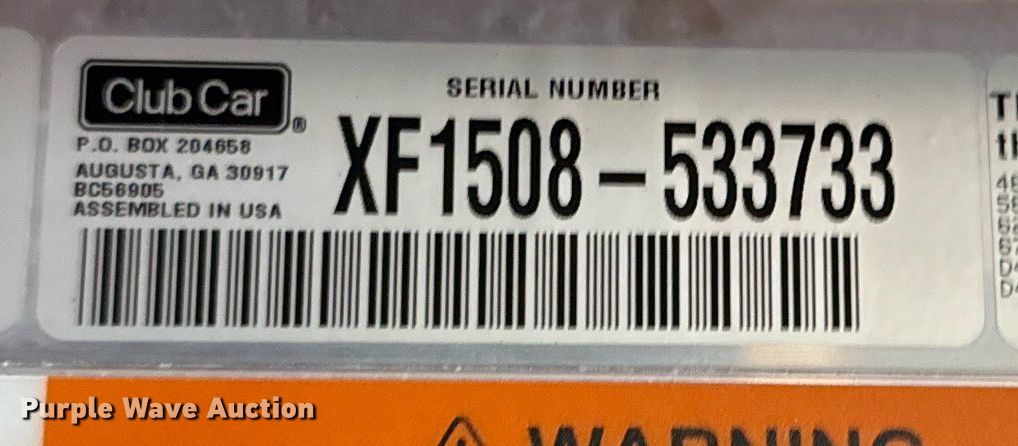 Club Car
®
P.O. BOX 204658
AUGUSTA, GA 30917
BC56905
ASSEMBLED IN USA
SERIAL NUMBER
XF1508-533733
WARNING
Purple Wave Auction